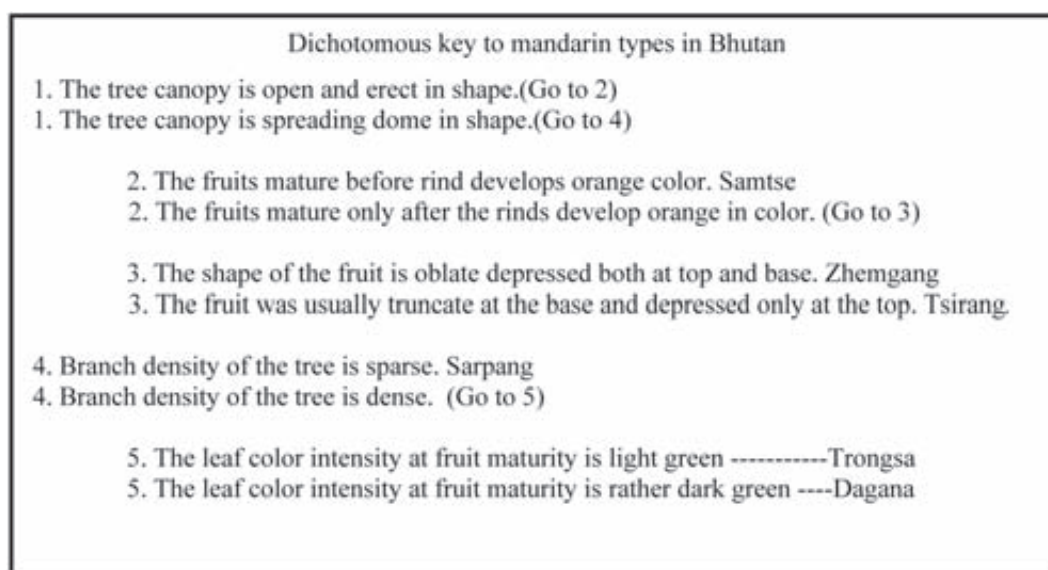 Dichotomous key to mandarin types in Bhutan
1. The tree canopy is open and erect in shape.(Go to 2)
1. The tree canopy is spreading dome in shape.(Go to 4)
2. The fruits mature before rind develops orange color. Samtse
2. The fruits mature only after the rinds develop orange in color. (Go to 3)
3. The shape of the fruit is oblate depressed both at top and base. Zhemgang
3. The fruit was usually truncate at the base and depressed only at the top. Tsirang.
4. Branch density of the tree is sparse. Sarpang
4. Branch density of the tree is dense.  (Go to 5)
5. The leaf color intensity at fruit maturity is light green -----------Trongsa
5. The leaf color intensity at fruit maturity is rather dark green ----Dagana